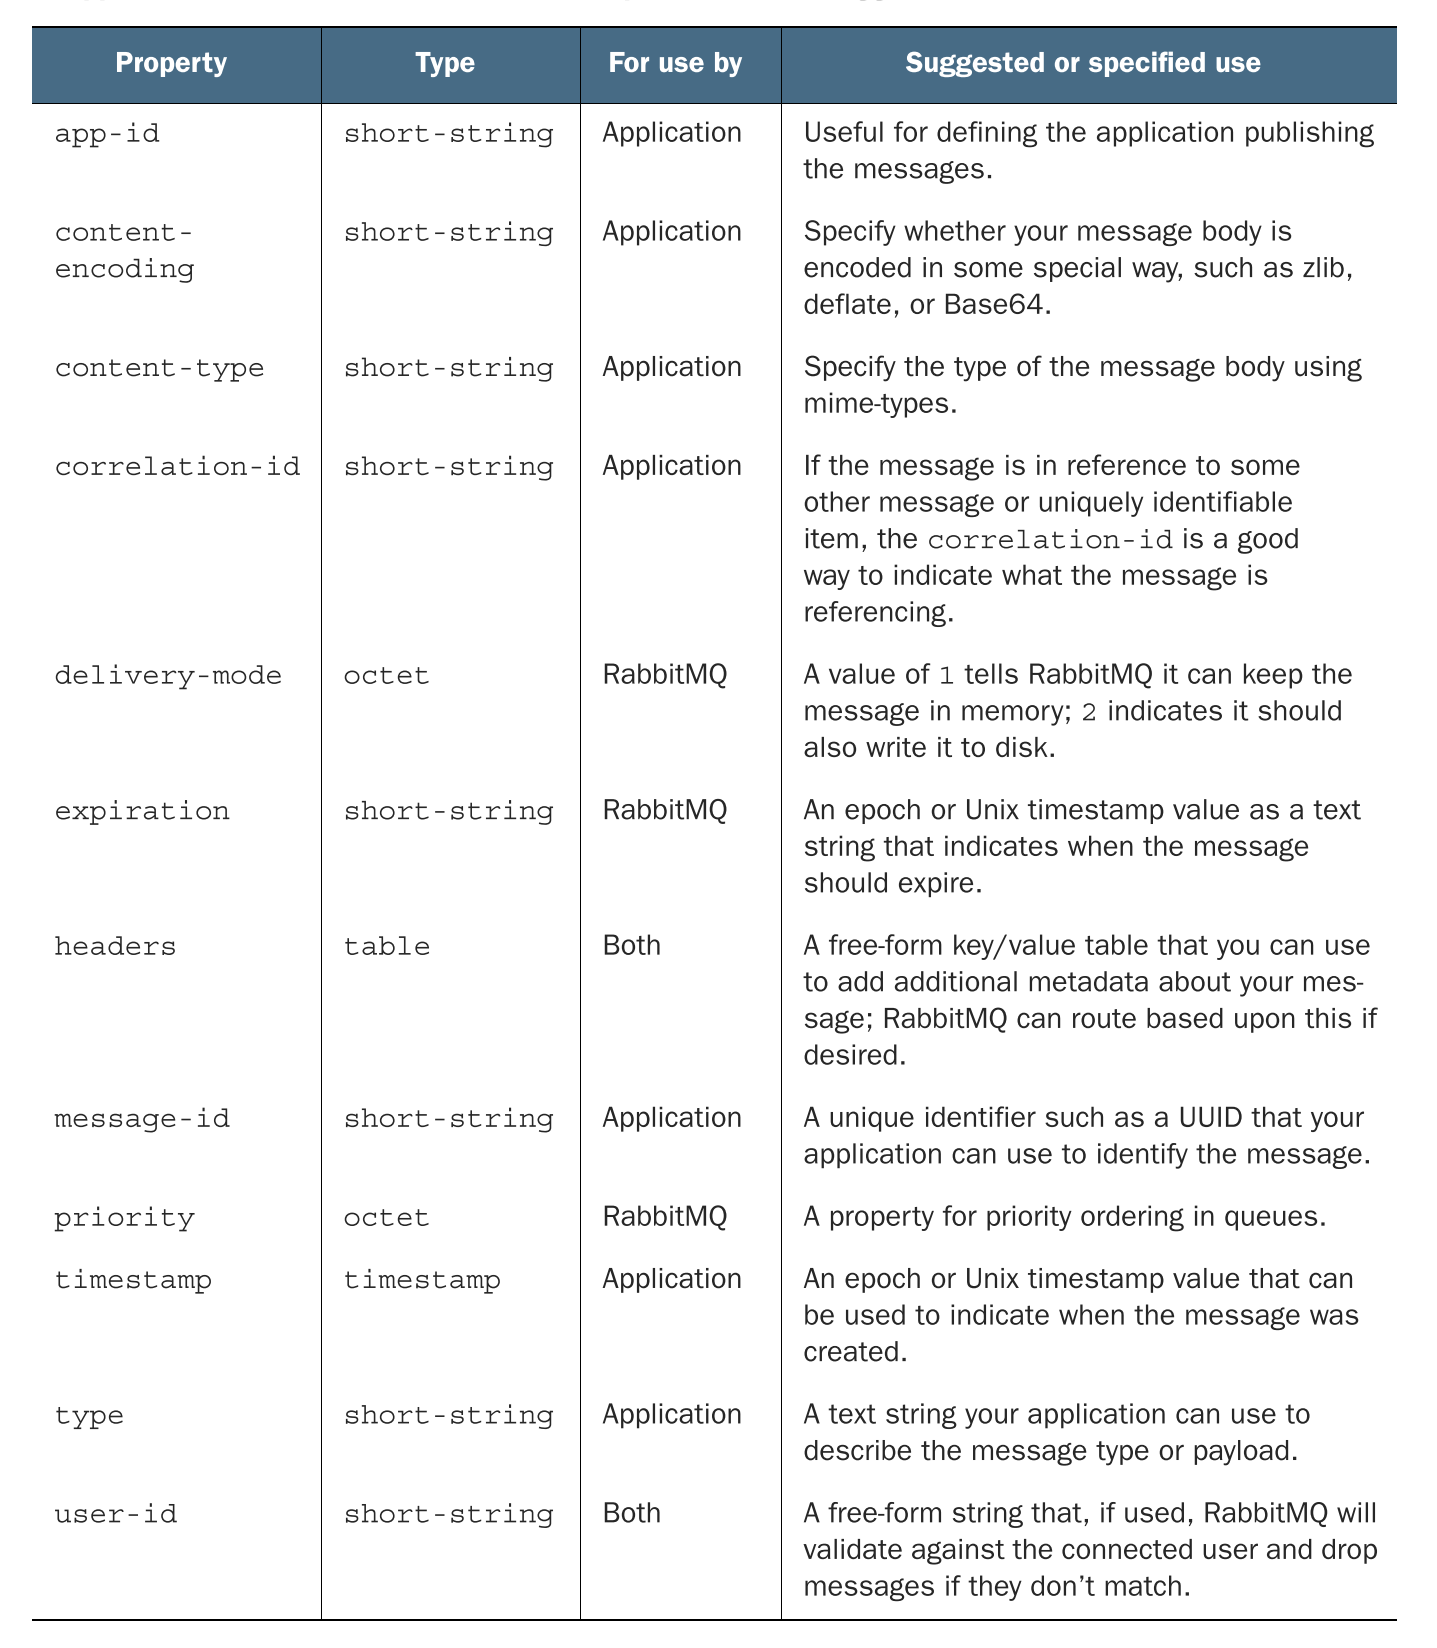 Property Type For use by Suggested or specified use
app-id short-string Application Useful for defining the application publishing
the messages.
content- short-string Application Specify whether your message body is
encoding encoded in some special way, such as zlib,
deflate, or Base64.
content-type short-string Application Specify the type of the message body using
mime-types.
correlation-id short-string Application If the message is in reference to some
other message or uniquely identifiable
item, the correlation-id is a good
way to indicate what the message is
referencing.
delivery-mode octet RabbitMQ A value of 1 tells RabbitMQ it can keep the
message in memory; 2 indicates it should
also write it to disk.
expiration short-string RabbitMQ An epoch or Unix timestamp value as a text
string that indicates when the message
should expire.
headers table Both A free-form key/value table that you can use
to add additional metadata about your mes-
sage; RabbitMQ can route based upon this if
desired.
message-id short-string Application A unique identifier such as a UUID that your
application can use to identify the message.
priority octet RabbitMQ A property for priority ordering in queues.
timestamp timestamp Application An epoch or Unix timestamp value that can
be used to indicate when the message was
created.
type short-string Application A text string your application can use to
describe the message type or payload.
user-id short-string Both A free-form string that, if used, RabbitMQ will
validate against the connected user and drop
messages if they don’t match.